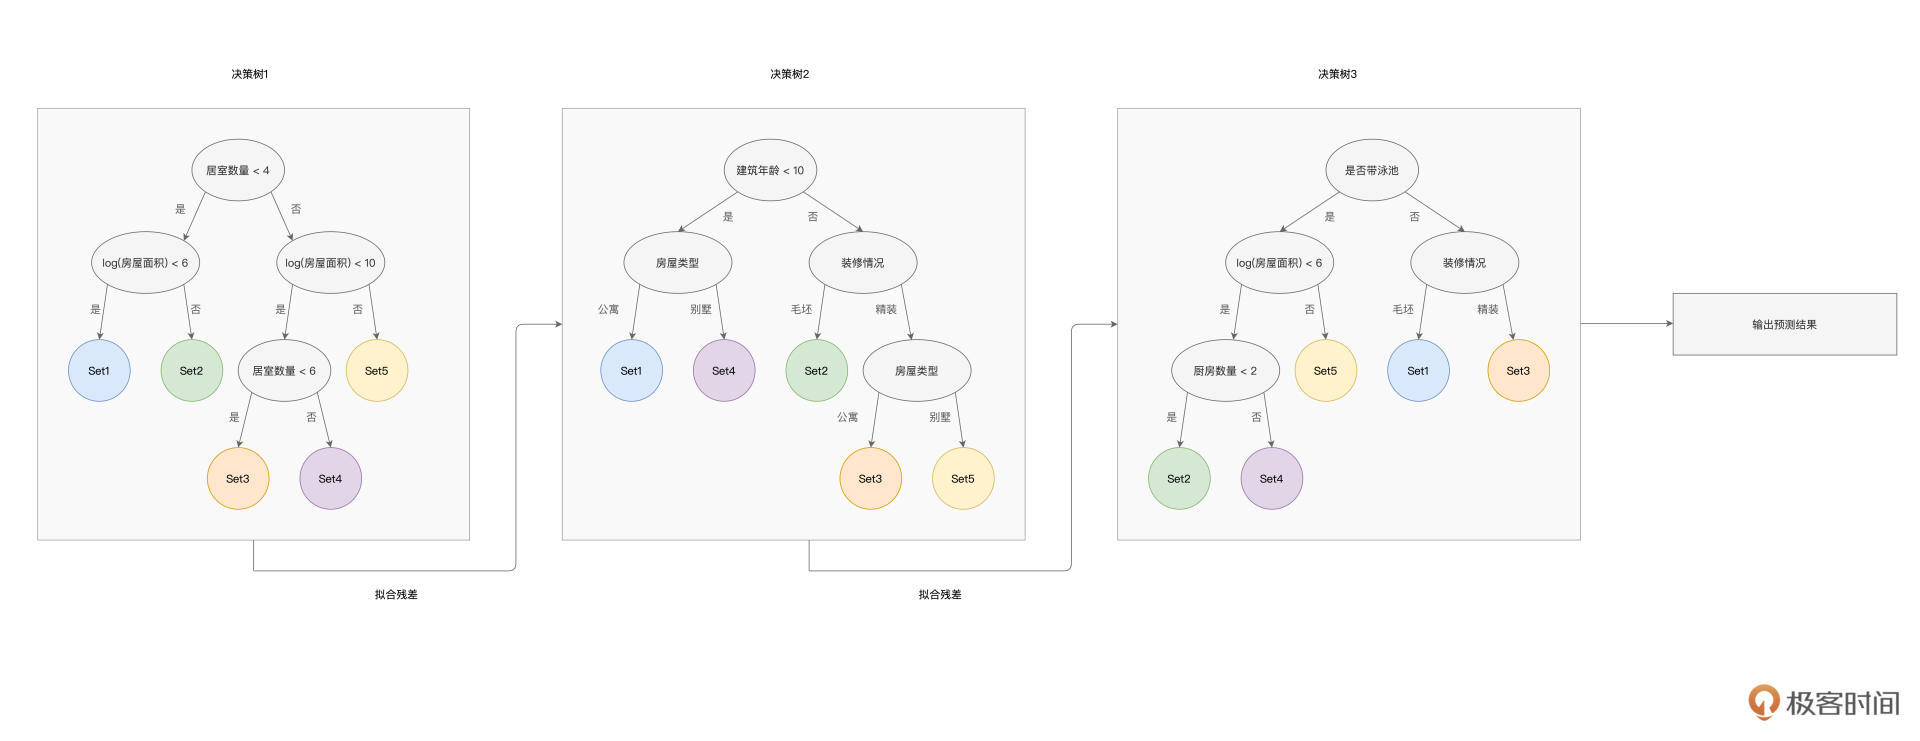 决策树1
居室数量 < 4
是
否
log(房屋面积) < 6
log(房屋面积) < 10
是
否
是
否
Set1
Set2
居室数量 < 6
Set5
是
否
Set3
Set4
拟合残差
决策树2
建筑年龄 < 10
是
否
房屋类型
装修情况
公寓
别墅
毛坯
精装
Set1
Set4
Set2
房屋类型
公寓
别墅
Set3
Set5
拟合残差
决策树3
是否带泳池
是
否
log(房屋面积) < 6
装修情况
是
否
毛坯
精装
厨房数量 < 2
Set5
Set1
Set3
是
否
Set2
Set4
输出预测结果
极客时间